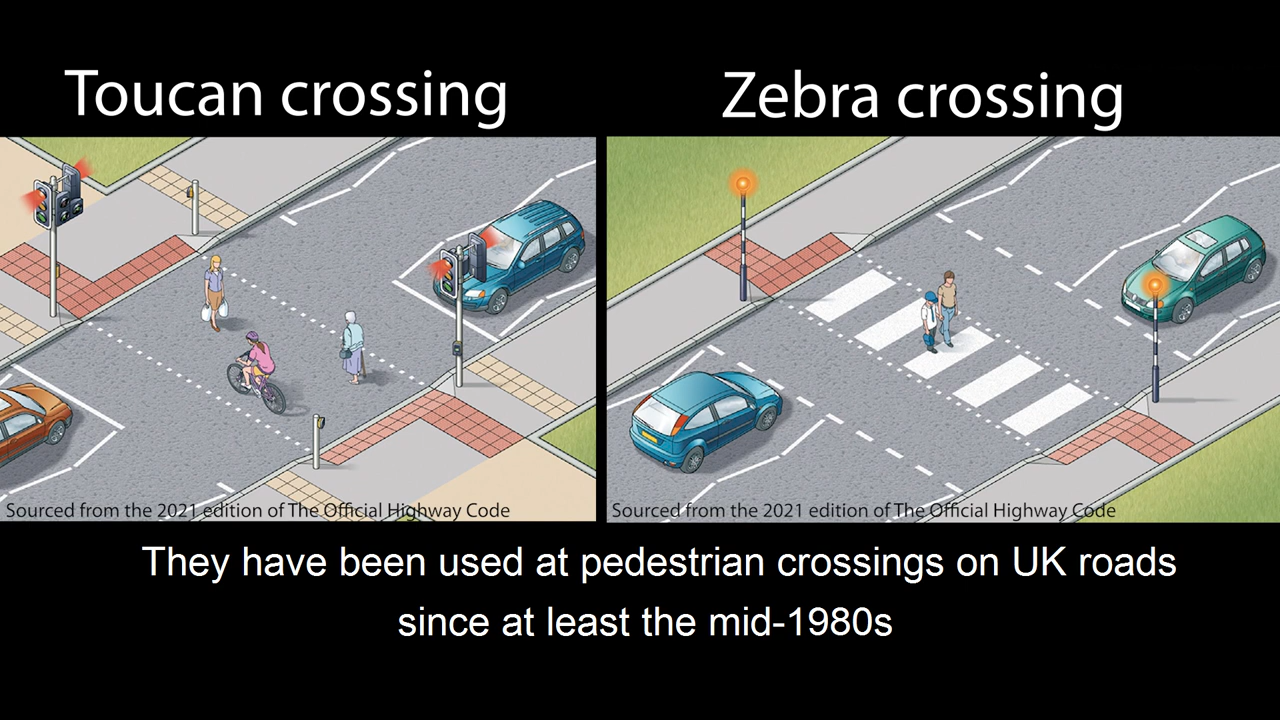 Toucan crossing
Zebra crossing
Sourced from the 2021 edition of The Official Highway Code
Sourced from the 2021 edition of The Official Highway Code
They have been used at pedestrian crossings on UK roads
since at least the mid-1980s